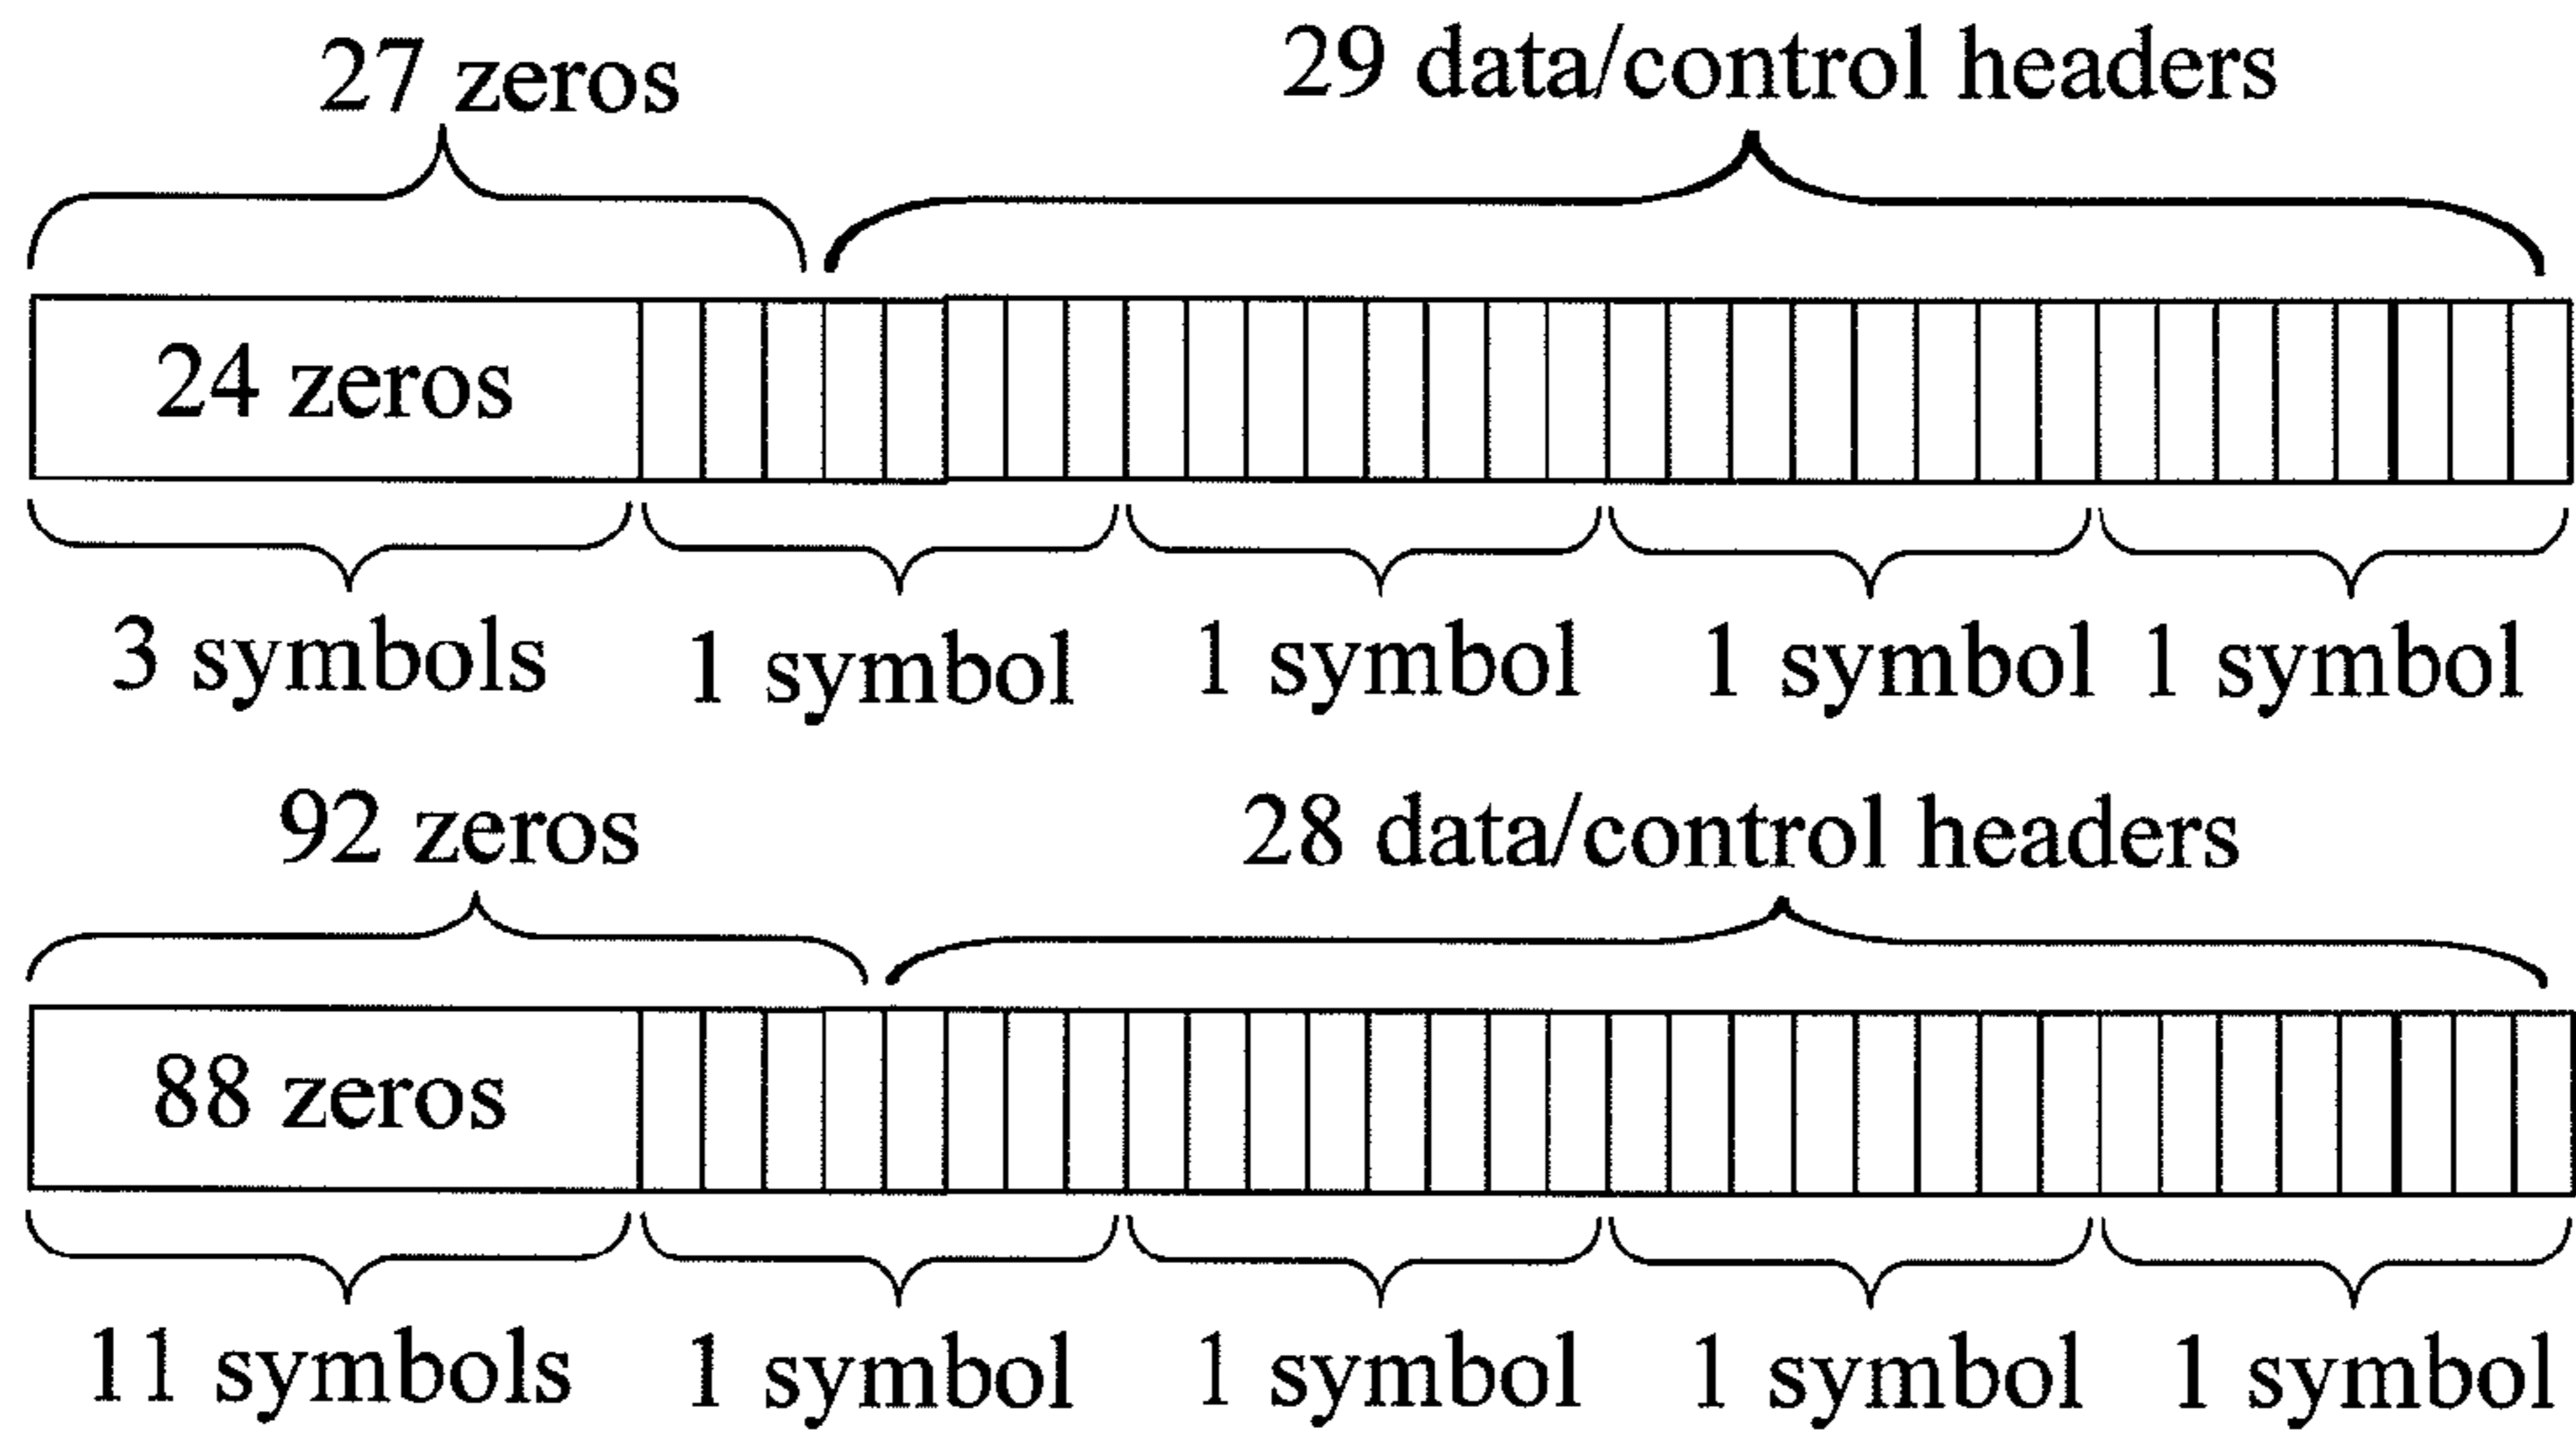 27 zeros
29 data/control headers
24 zeros
3 symbols
1 symbol
1 symbol
1 symbol
1 symbol
92 zeros
28 data/control headers
88 zeros
11 symbols
1 symbol
1 symbol
1 symbol
1 symbol